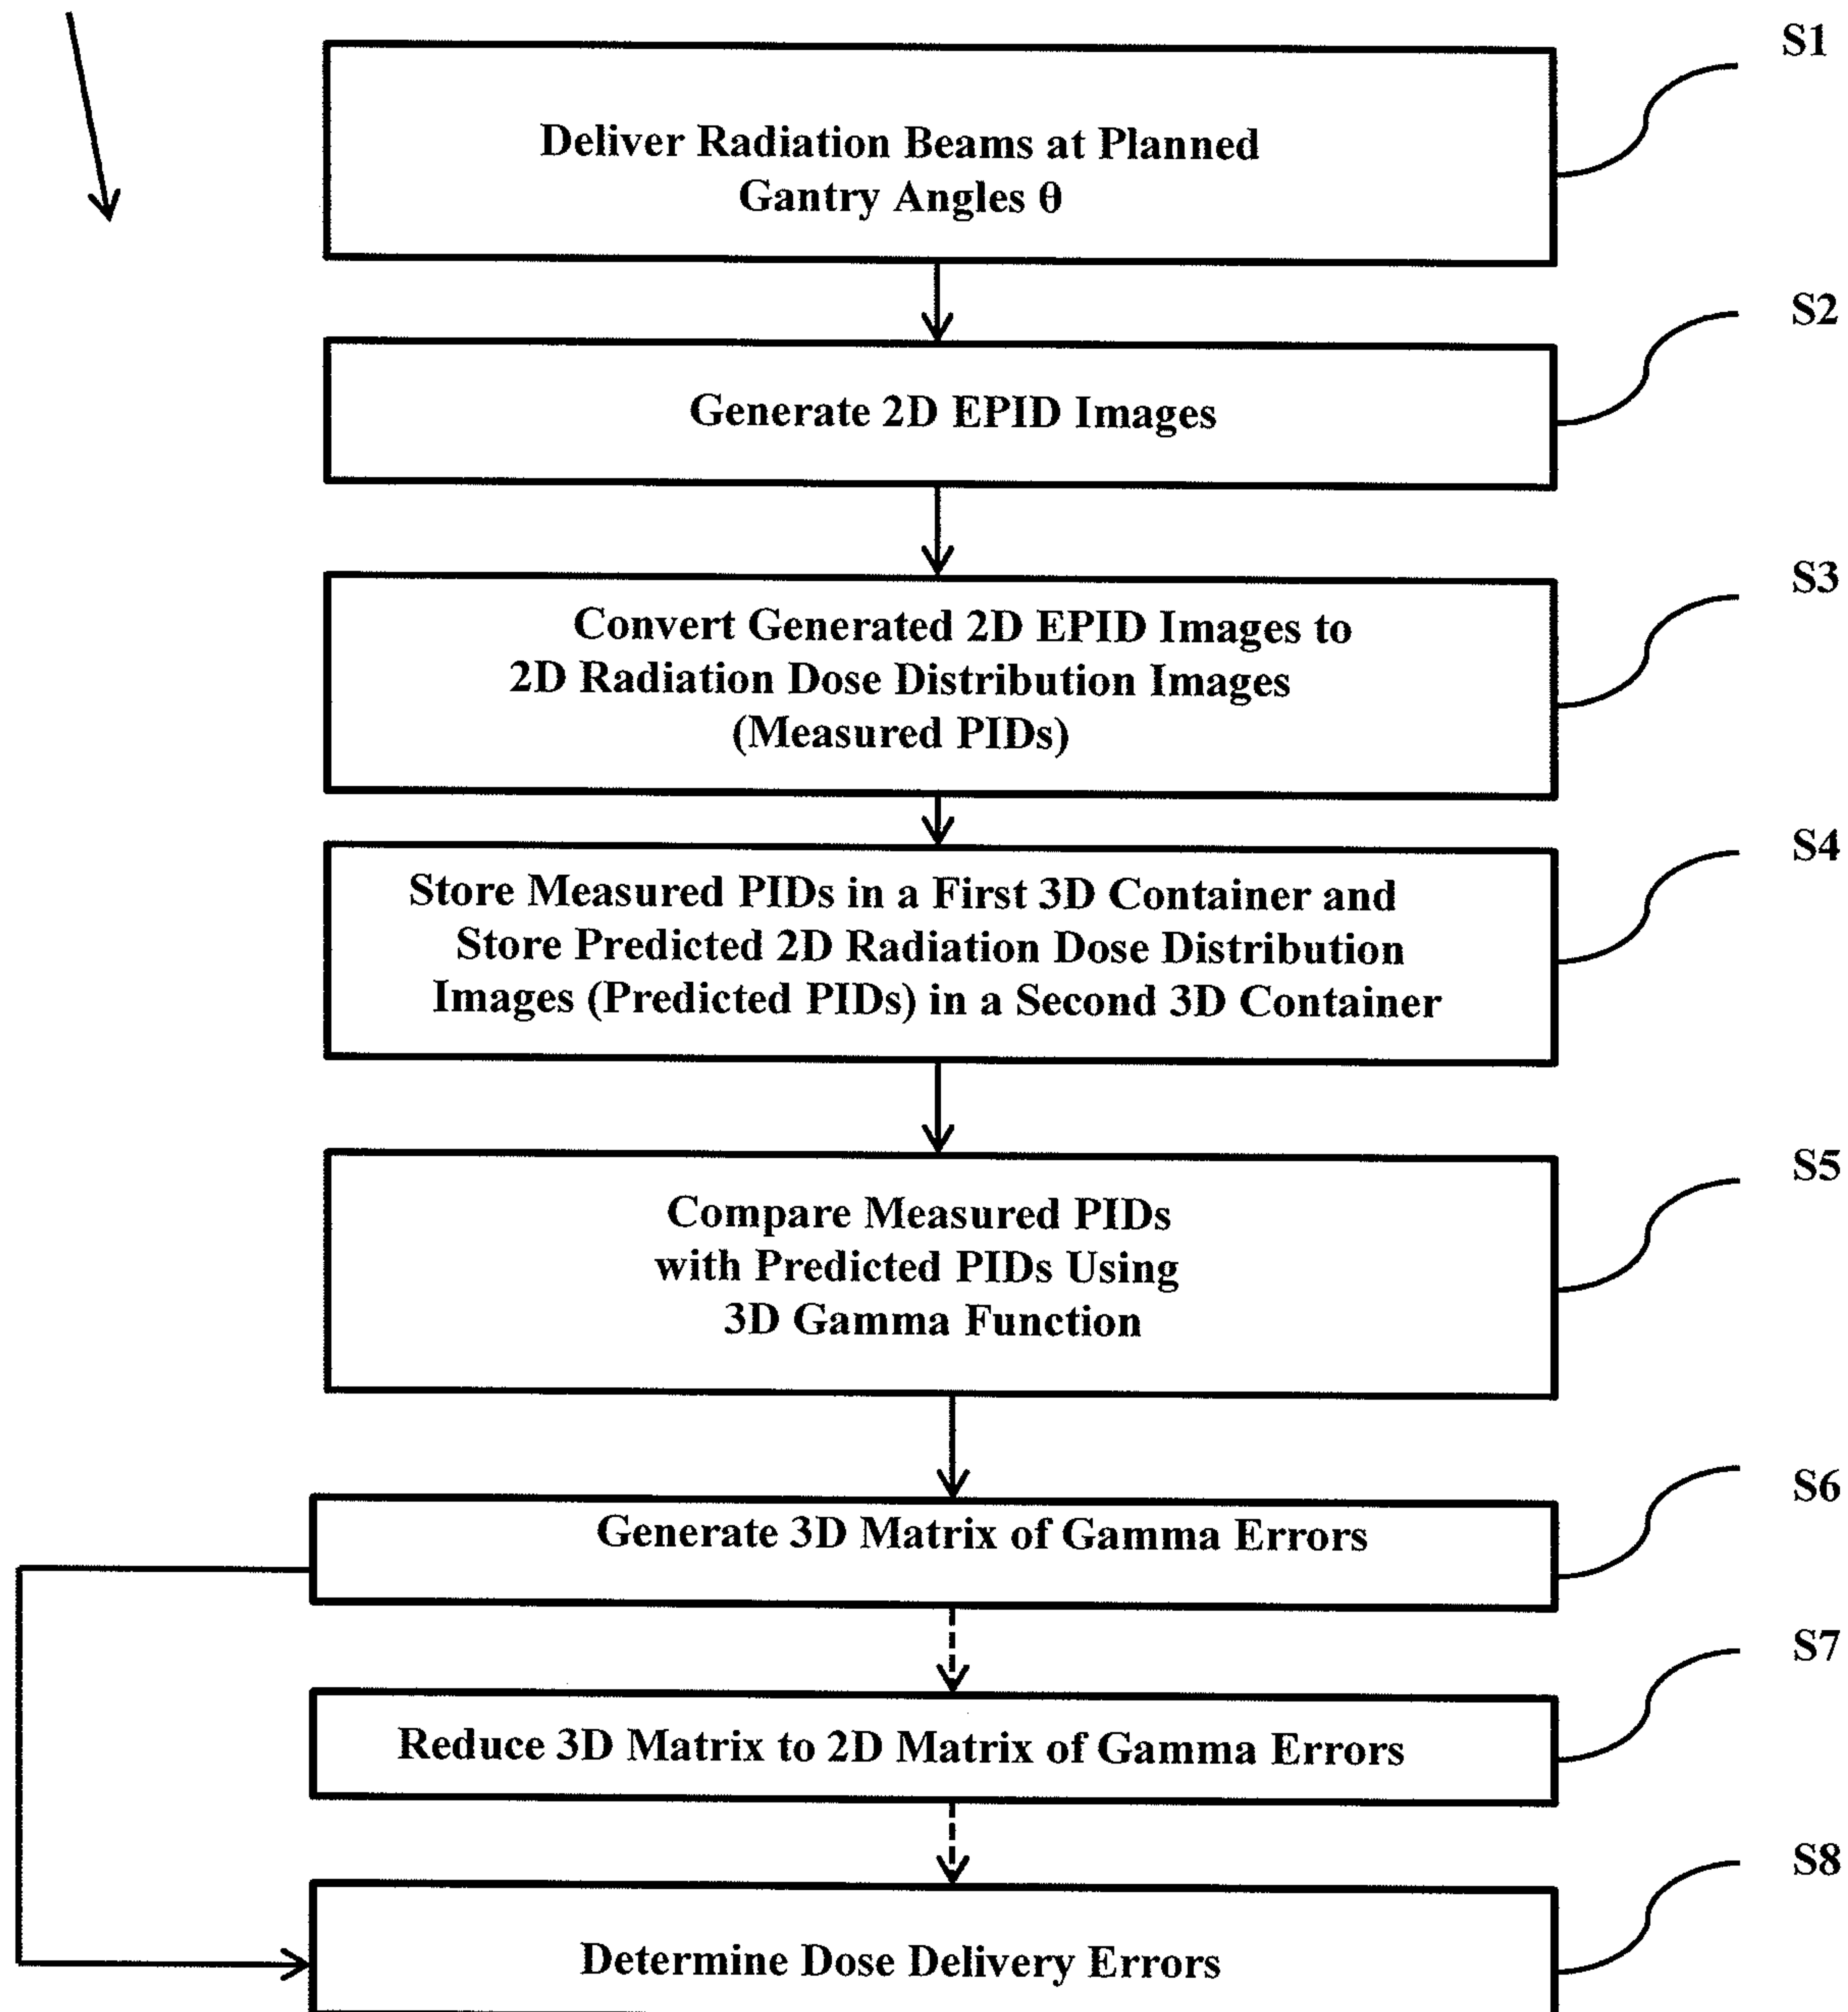 S1
Deliver Radiation Beams at Planned
Gantry Angles θ
S2
Generate 2D EPID Images
S3
Convert Generated 2D EPID Images to
2D Radiation Dose Distribution Images
(Measured PIDs)
S4
Store Measured PIDs in a First 3D Container and
Store Predicted 2D Radiation Dose Distribution
Images (Predicted PIDs) in a Second 3D Container
S5
Compare Measured PIDs
with Predicted PIDs Using
3D Gamma Function
S6
Generate 3D Matrix of Gamma Errors
S7
Reduce 3D Matrix to 2D Matrix of Gamma Errors
S8
Determine Dose Delivery Errors